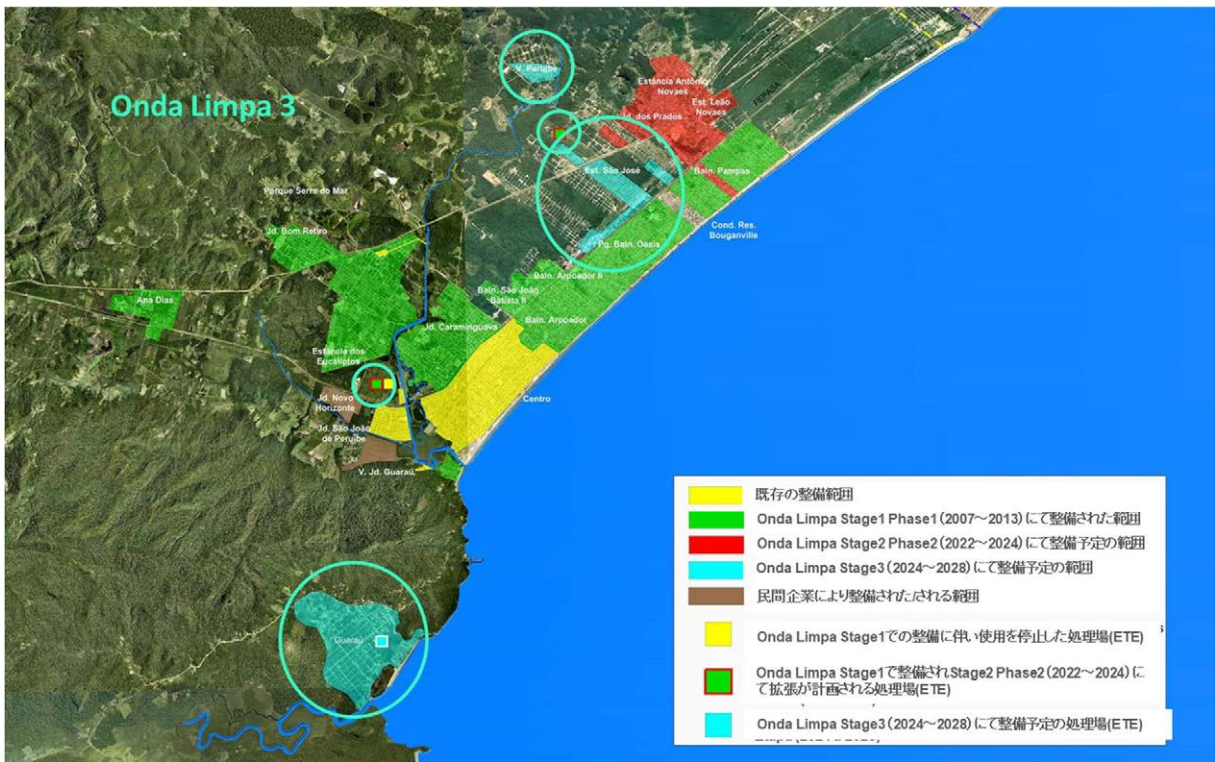 V. Peruíbe
Onda Limpa 3
Estância Antônio
Novaes
Est. Leão
Novaes
FEPASA
Jd. dos Prados
Est. São José
Baln. Pampas
Parque Serra do Mar
Jd. Bom Retiro
Cond. Res.
Bouganville
Pq. Baln. Oasis
Baln. Arpoador II
Baln. São João
Batista II
Ana Dias
Baln. Arpoador
Jd. Caraminguava
Estância dos
Eucaliptos
Jd. Novo
Horizonte
Centro
Jd. São João
de Peruíbe
V. Jd. Guaraú
Guaraú
既存の整備範囲
Onda Limpa Stage1 Phase1(2007～2013)にて整備された範囲
Onda Limpa Stage2 Phase2(2022～2024)にて整備予定の範囲
Onda Limpa Stage3(2024～2028)にて整備予定の範囲
民間企業により整備された/される範囲
Onda Limpa Stage1での整備に伴い使用を停止した処理場(ETE)
Onda Limpa Stage1で整備されStage2 Phase2(2022～2024)に
て拡張が計画される処理場(ETE)
Onda Limpa Stage3(2024～2028)にて整備予定の処理場(ETE)